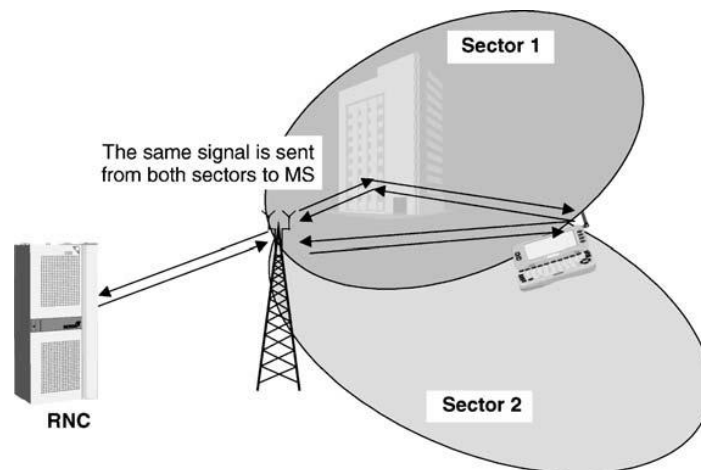 Sector 1
The same signal is sent
from both sectors to MS
RNC
Sector 2